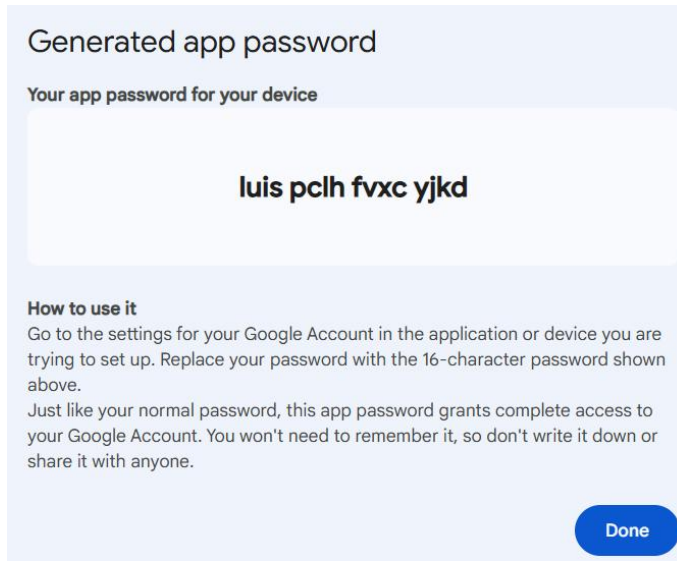 Generated app password
Your app password for your device
luis pclh fvxc yjkd
How to use it
Go to the settings for your Google Account in the application or device you are
trying to set up. Replace your password with the 16-character password shown
above.
Just like your normal password, this app password grants complete access to
your Google Account. You won't need to remember it, so don't write it down or
share it with anyone.
Done